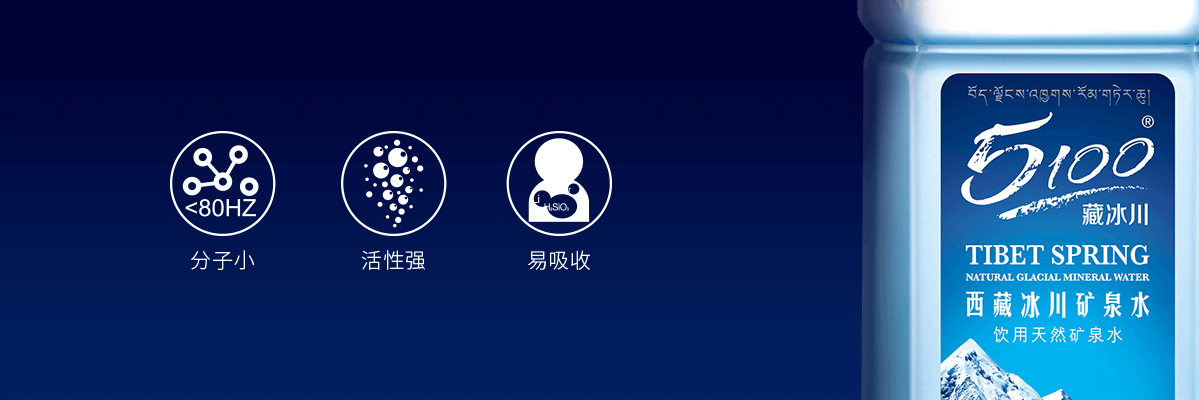 <80HZ
分子小
活性强
Li
H₂SiO₃
易吸收
བོད་ལྗོངས་འཁྱགས་རོམ་གཏེར་ཆུ།
5100®
藏冰川
TIBET SPRING
NATURAL GLACIAL MINERAL WATER
西藏冰川矿泉水
饮用天然矿泉水